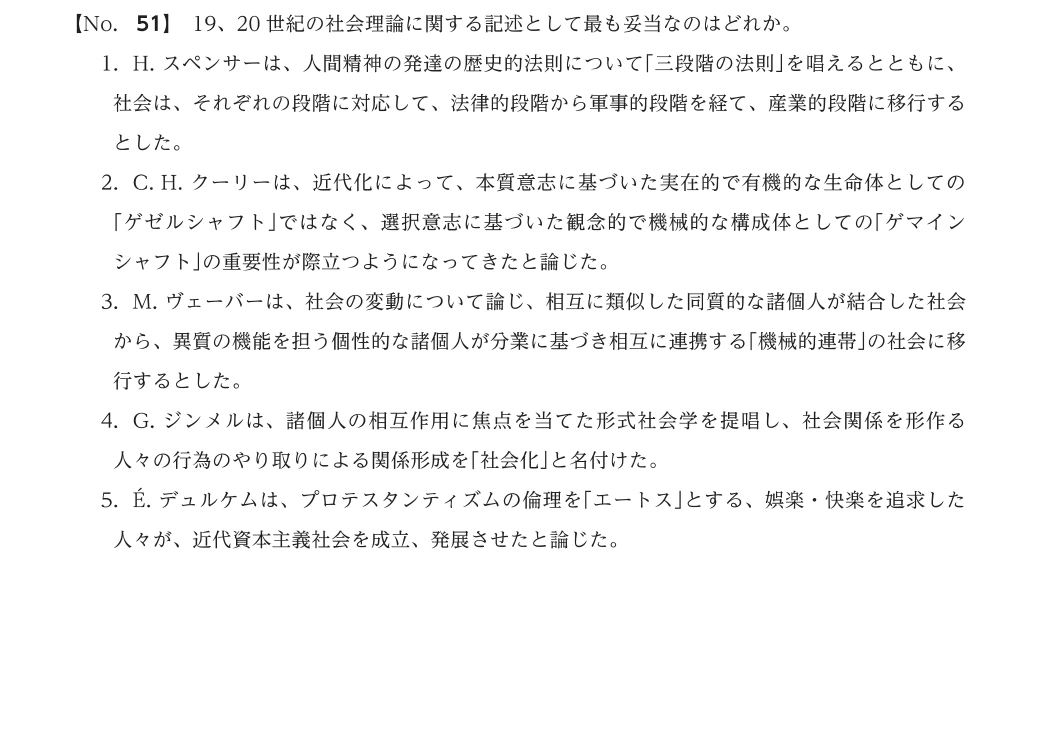 【No. 51】 19、20世紀の社会理論に関する記述として最も妥当なのはどれか。
1. H. スペンサーは、人間精神の発達の歴史的法則について「三段階の法則」を唱えるとともに、
社会は、それぞれの段階に対応して、法律的段階から軍事的段階を経て、産業的段階に移行する
とした。
2. C. H. クーリーは、近代化によって、本質意志に基づいた実在的で有機的な生命体としての
「ゲゼルシャフト」ではなく、選択意志に基づいた観念的で機械的な構成体としての「ゲマイン
シャフト」の重要性が際立つようになってきたと論じた。
3. M. ヴェーバーは、社会の変動について論じ、相互に類似した同質的な諸個人が結合した社会
から、異質の機能を担う個性的な諸個人が分業に基づき相互に連携する「機械的連帯」の社会に移
行するとした。
4. G. ジンメルは、諸個人の相互作用に焦点を当てた形式社会学を提唱し、社会関係を形作る
人々の行為のやり取りによる関係形成を「社会化」と名付けた。
5. É. デュルケムは、プロテスタンティズムの倫理を「エートス」とする、娯楽・快楽を追求した
人々が、近代資本主義社会を成立、発展させたと論じた。